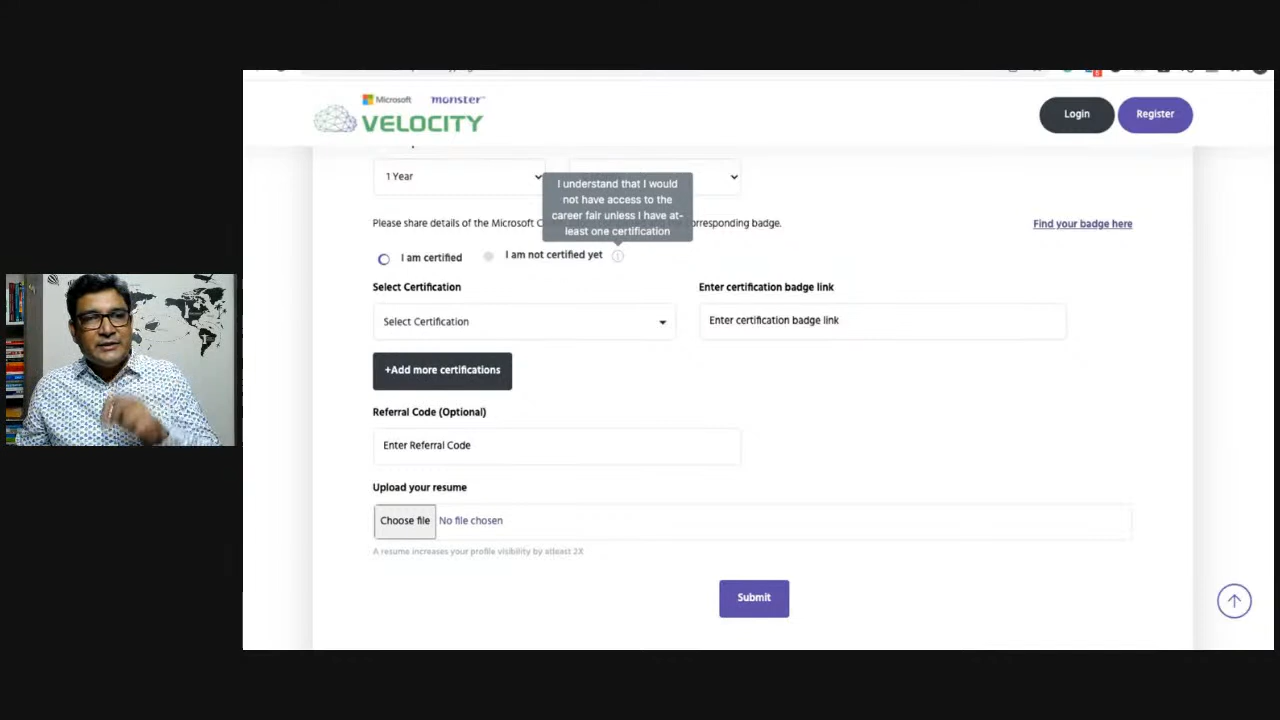 Microsoft monster
VELOCITY
Login
Register
1 Year
I understand that I would
not have access to the
career fair unless I have at-
least one certification
Please share details of the Microsoft C
rresponding badge.
Find your badge here
I am certified
I am not certified yet
Select Certification
Enter certification badge link
Select Certification
Enter certification badge link
+Add more certifications
Referral Code (Optional)
Enter Referral Code
Upload your resume
Choose file No file chosen
A resume increases your profile visibility by atleast 2X
Submit